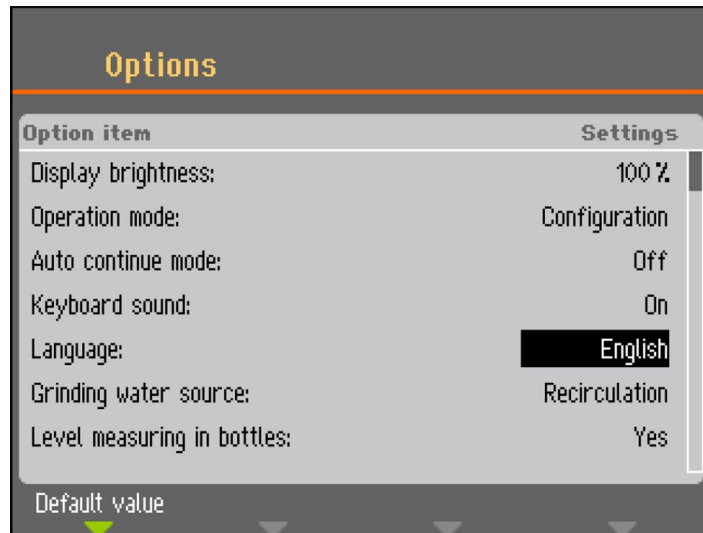 Options
Option item Settings
Display brightness: 100 %
Operation mode: Configuration
Auto continue mode: Off
Keyboard sound: On
Language: English
Grinding water source: Recirculation
Level measuring in bottles: Yes
Default value